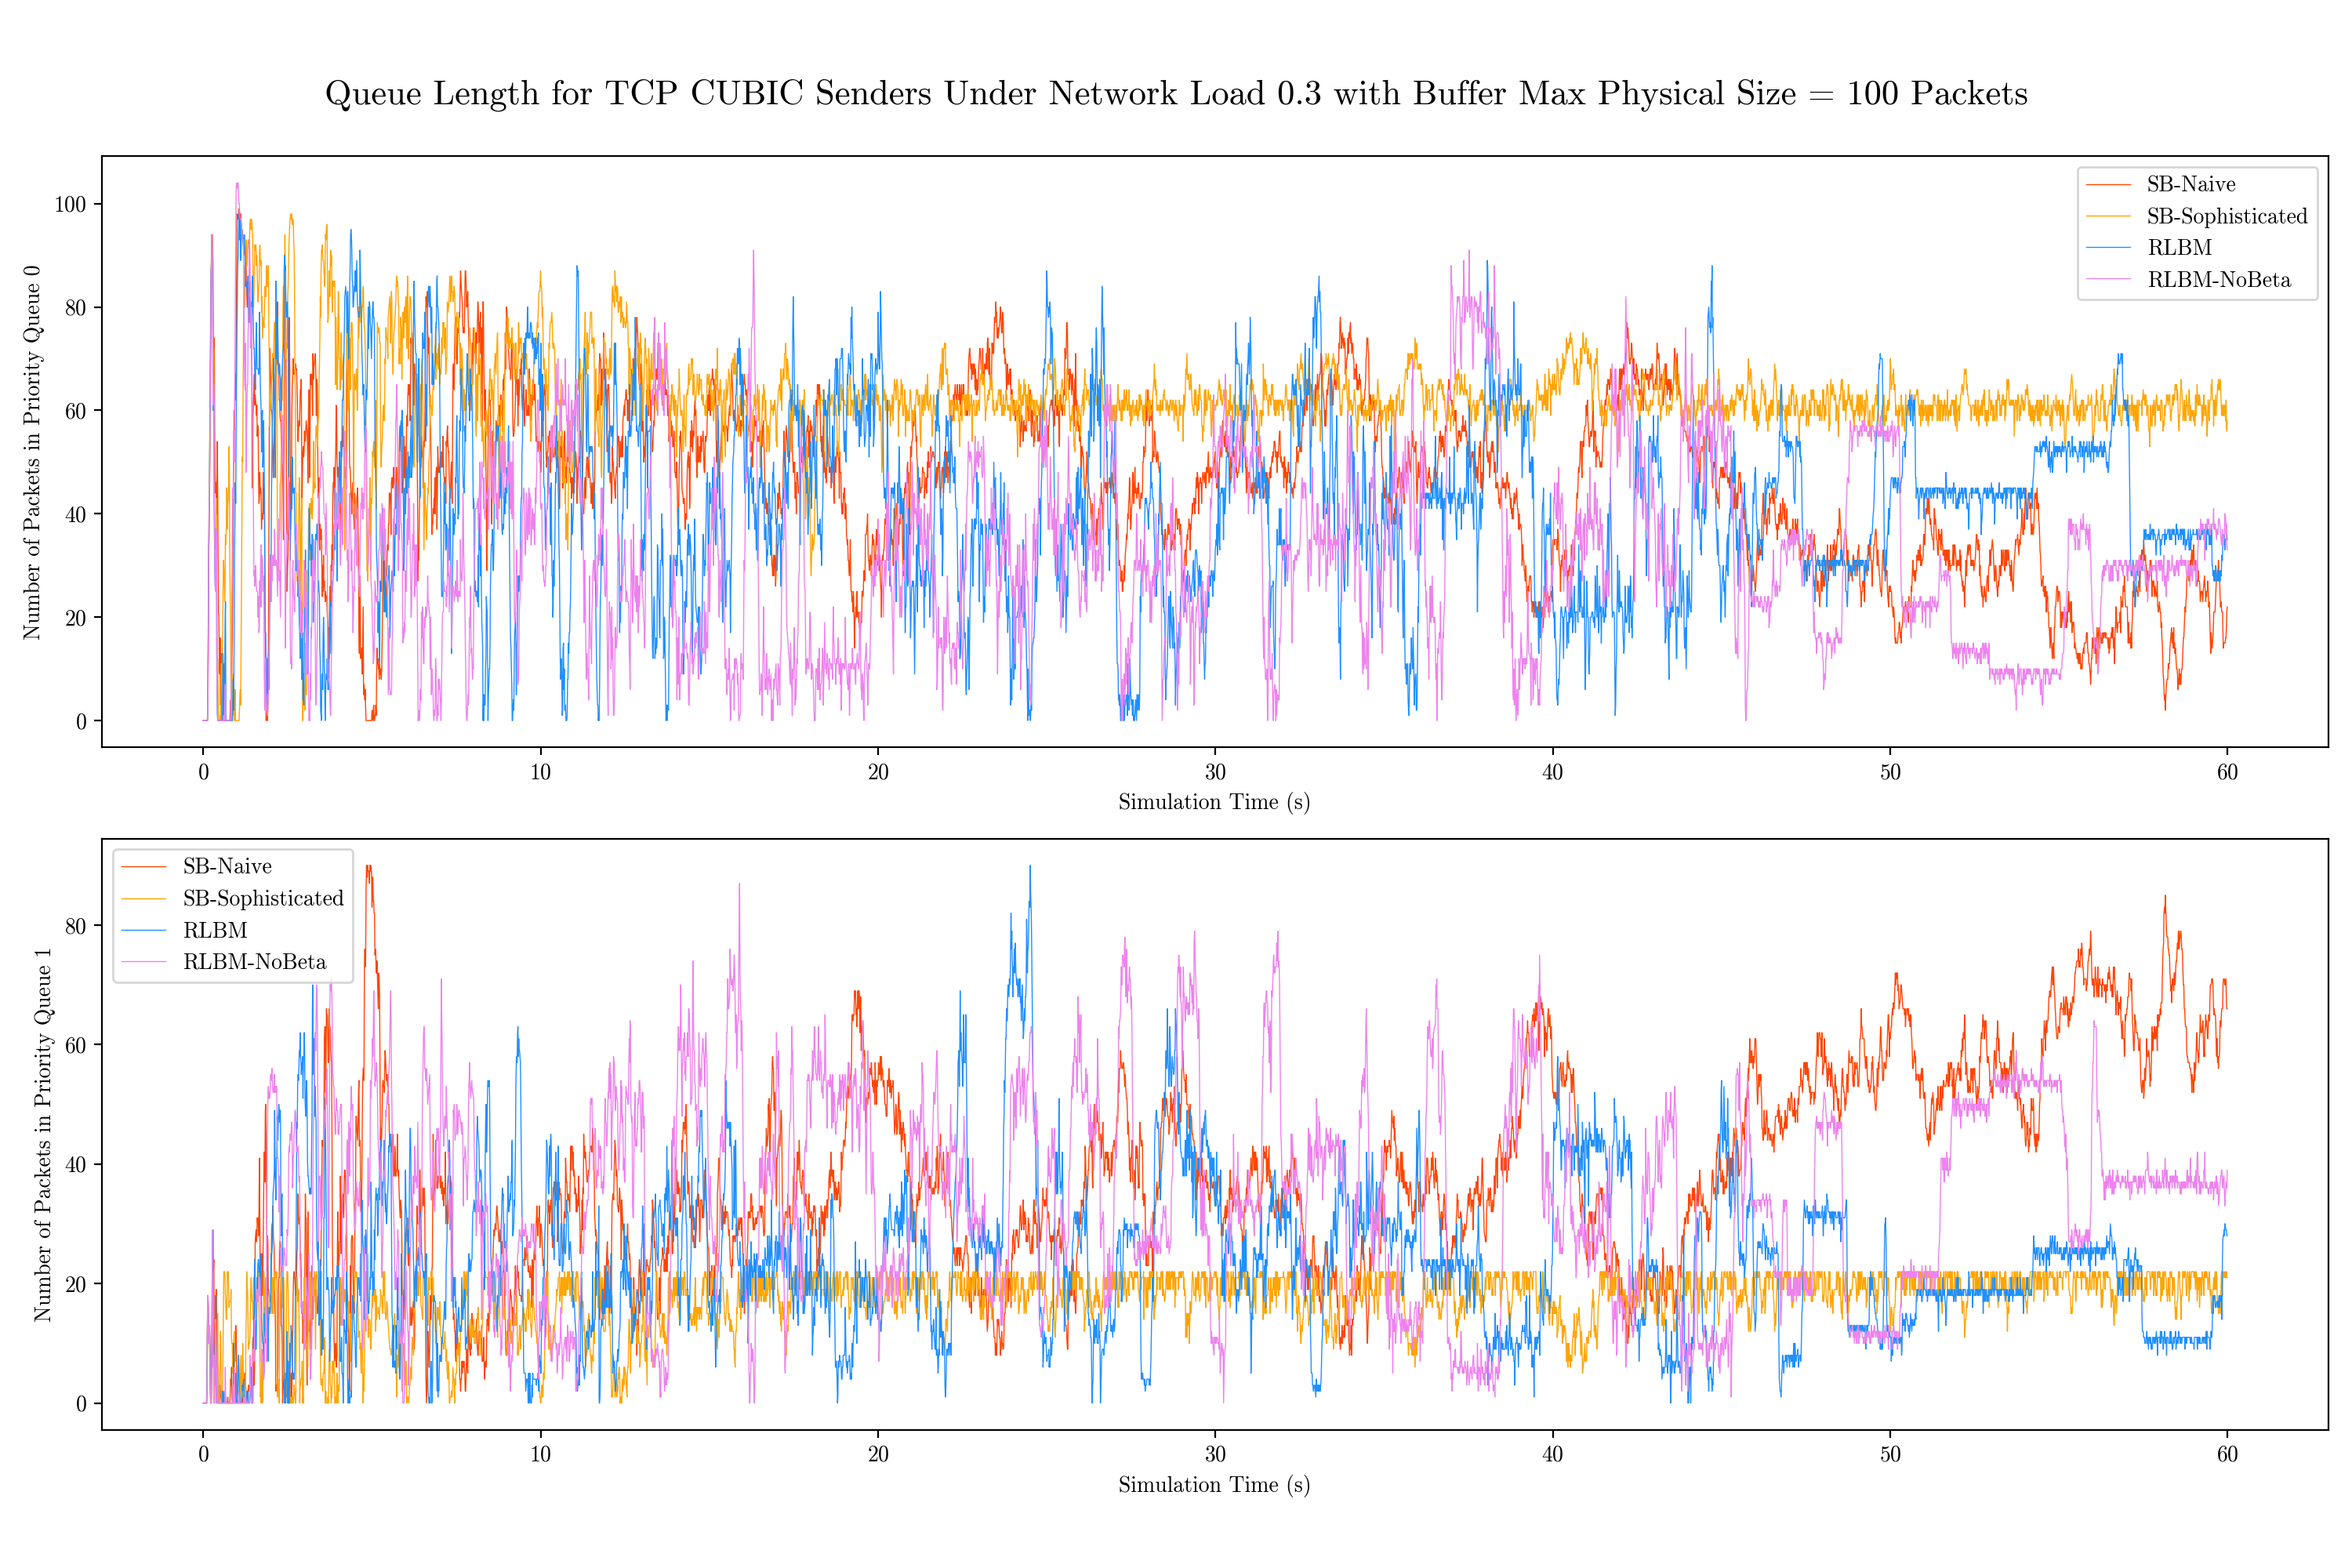 Queue Length for TCP CUBIC Senders Under Network Load 0.3 with Buffer Max Physical Size = 100 Packets
SB-Naive
SB-Sophisticated
RLBM
RLBM-NoBeta
Number of Packets in Priority Queue 0
100
80
60
40
20
0
0 10 20 30 40 50 60
Simulation Time (s)
SB-Naive
SB-Sophisticated
RLBM
RLBM-NoBeta
Number of Packets in Priority Queue 1
80
60
40
20
0
0 10 20 30 40 50 60
Simulation Time (s)